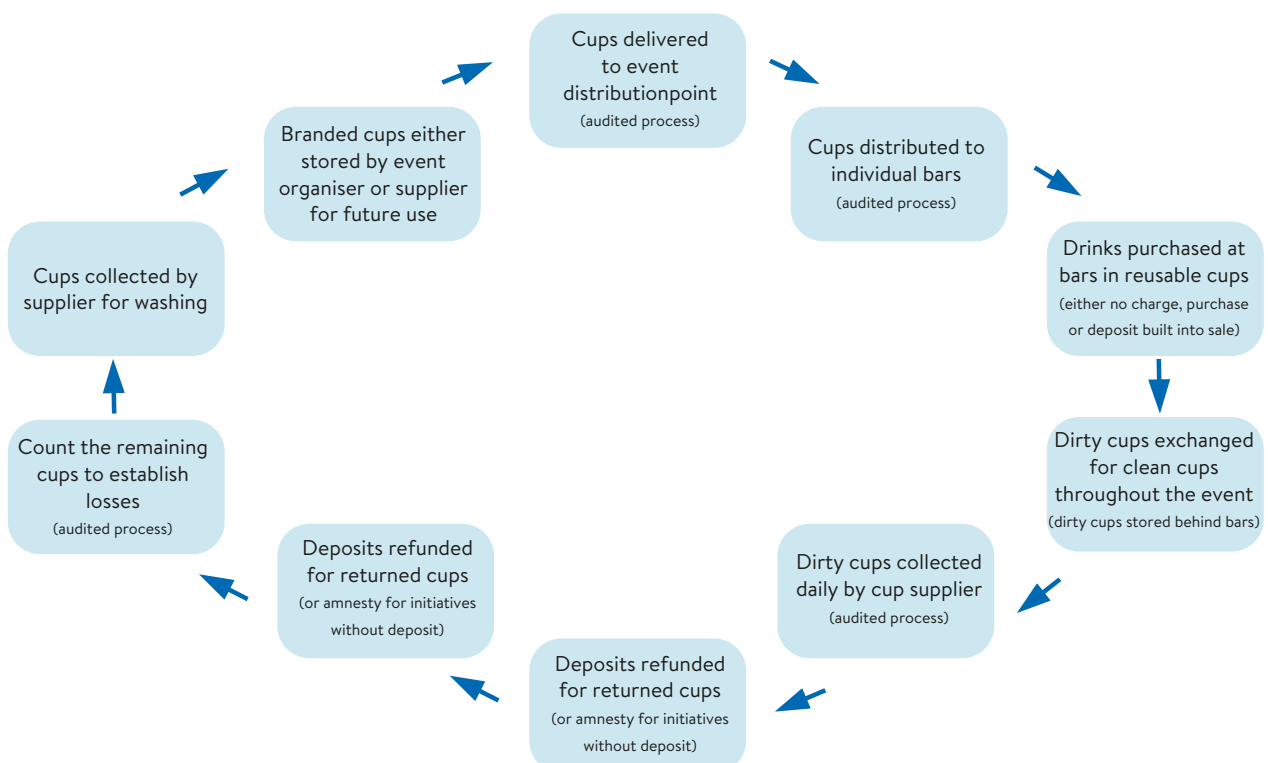 Cups delivered
to event
distributionpoint
(audited process)
Cups distributed to
individual bars
(audited process)
Drinks purchased at
bars in reusable cups
(either no charge, purchase
or deposit built into sale)
Dirty cups exchanged
for clean cups
throughout the event
(dirty cups stored behind bars)
Dirty cups collected
daily by cup supplier
(audited process)
Deposits refunded
for returned cups
(or amnesty for initiatives
without deposit)
Deposits refunded
for returned cups
(or amnesty for initiatives
without deposit)
Count the remaining
cups to establish
losses
(audited process)
Cups collected by
supplier for washing
Branded cups either
stored by event
organiser or supplier
for future use